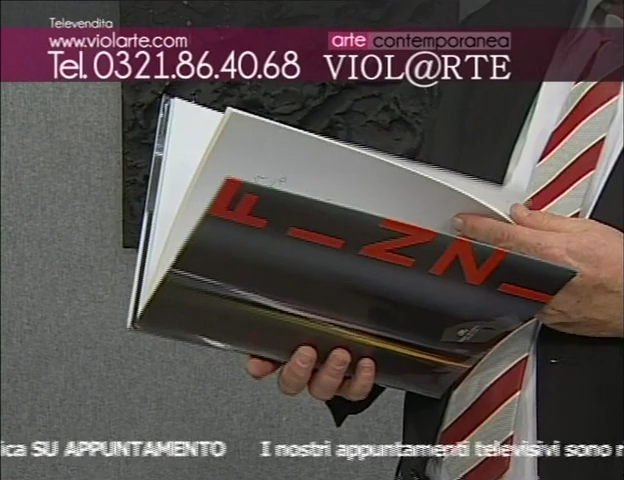 Televendita
www.violarte.com
Tel. 0321.86.40.68
arte contemporanea
VIOL@RTE
FINZI
ica SU APPUNTAMENTO I nostri appuntamenti televisivi sono r